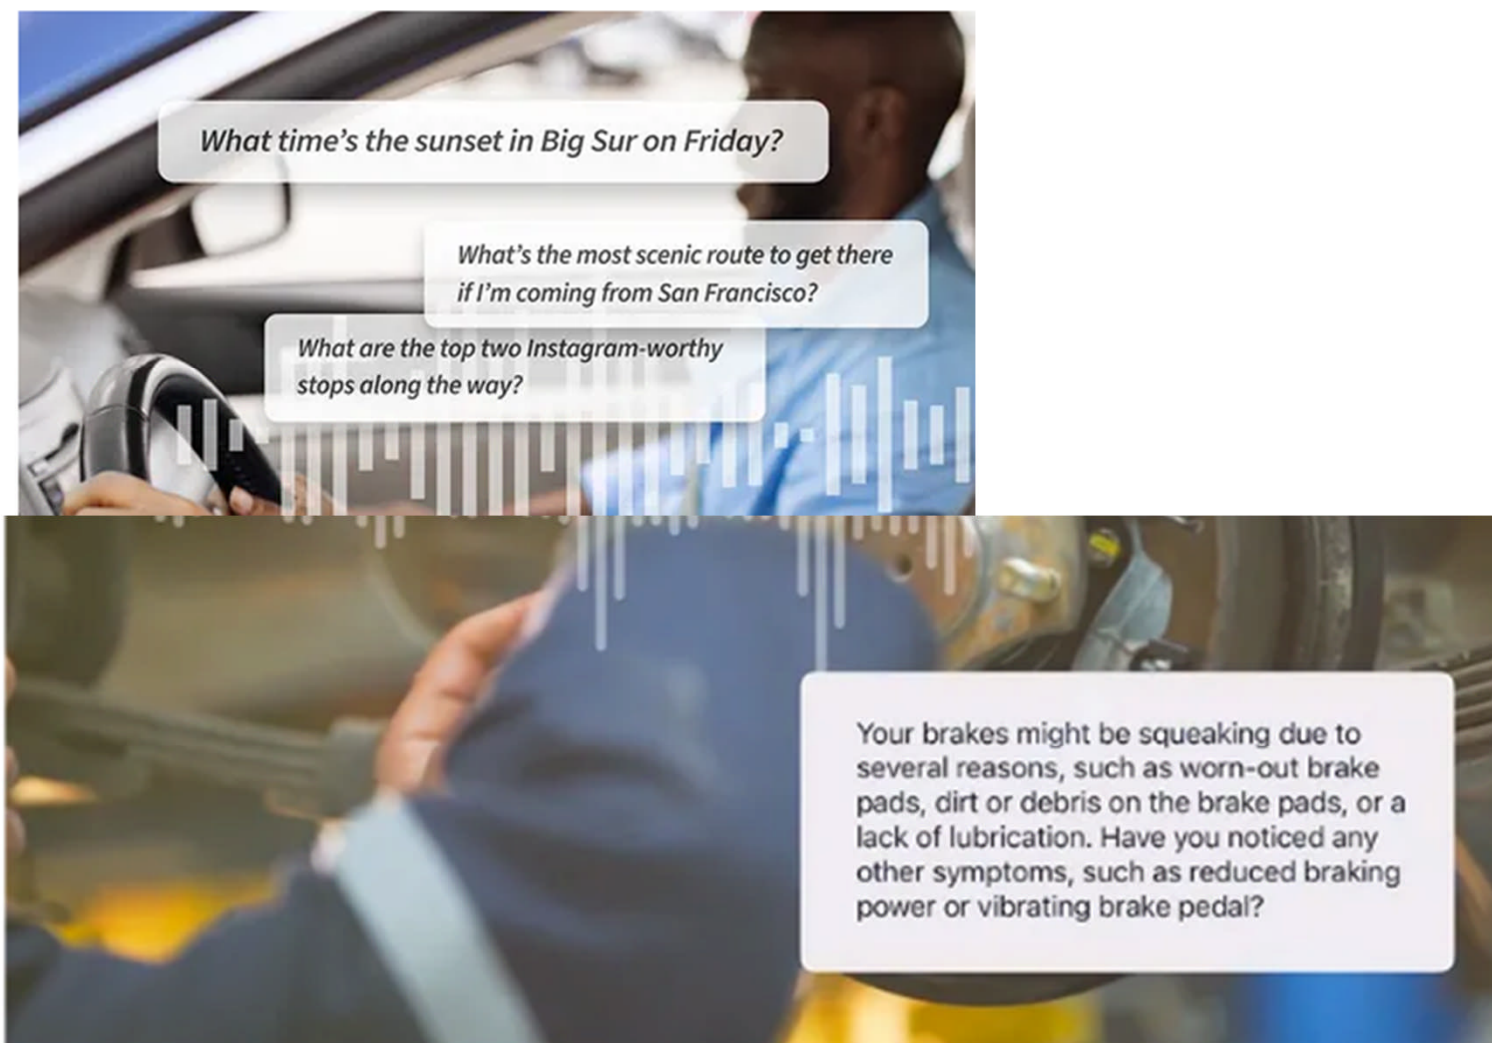 What time's the sunset in Big Sur on Friday?
What's the most scenic route to get there
if I'm coming from San Francisco?
What are the top two Instagram-worthy
stops along the way?
Your brakes might be squeaking due to
several reasons, such as worn-out brake
pads, dirt or debris on the brake pads, or a
lack of lubrication. Have you noticed any
other symptoms, such as reduced braking
power or vibrating brake pedal?